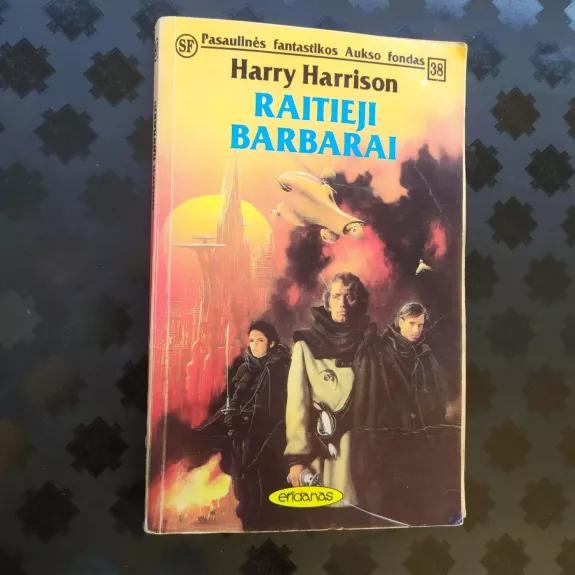 SF
Pasaulinės fantastikos Aukso fondas
38
Harry Harrison
RAITIEJI
BARBARAI
eridanas